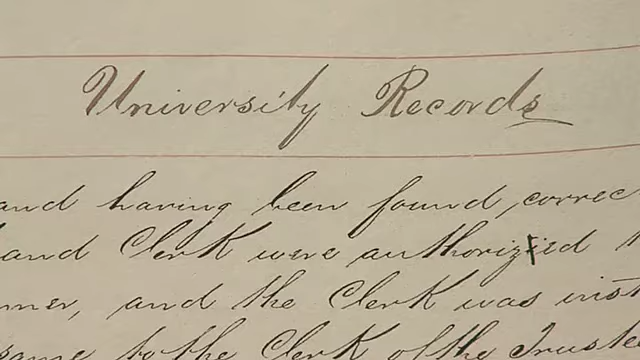 University Records
and having been found correc
and Clerk were authorized
and the Clerk was inst
same to the Clerk of the Truste